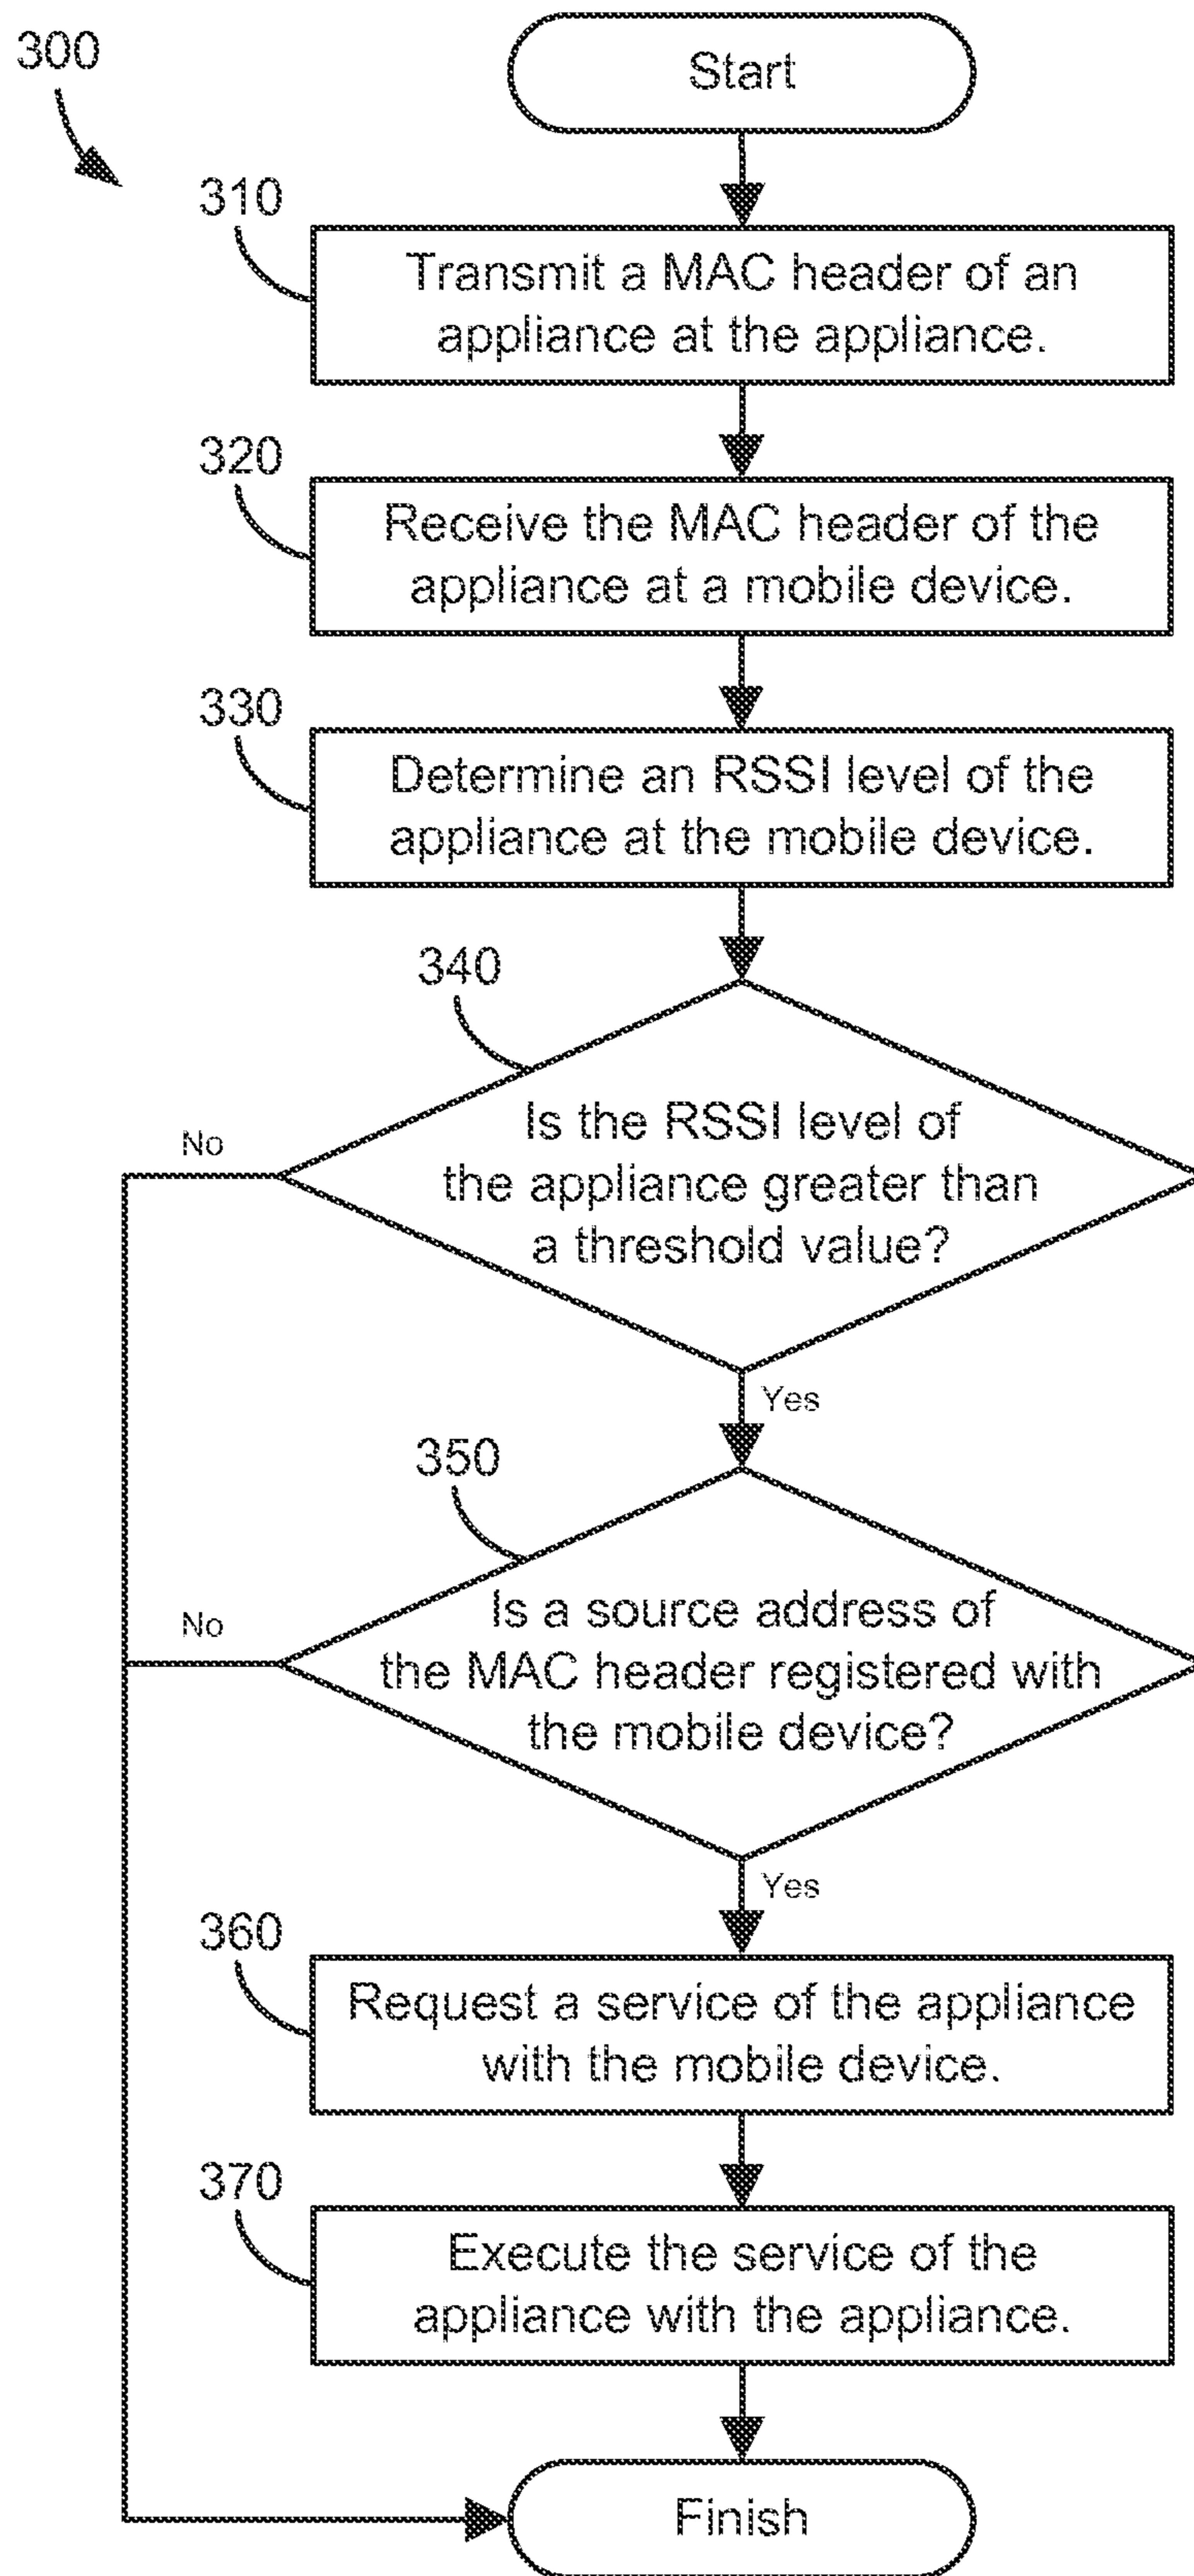 300
Start
310
Transmit a MAC header of an
appliance at the appliance.
320
Receive the MAC header of the
appliance at a mobile device.
330
Determine an RSSI level of the
appliance at the mobile device.
340
Is the RSSI level of
the appliance greater than
a threshold value?
No
Yes
350
Is a source address of
the MAC header registered with
the mobile device?
No
Yes
360
Request a service of the appliance
with the mobile device.
370
Execute the service of the
appliance with the appliance.
Finish